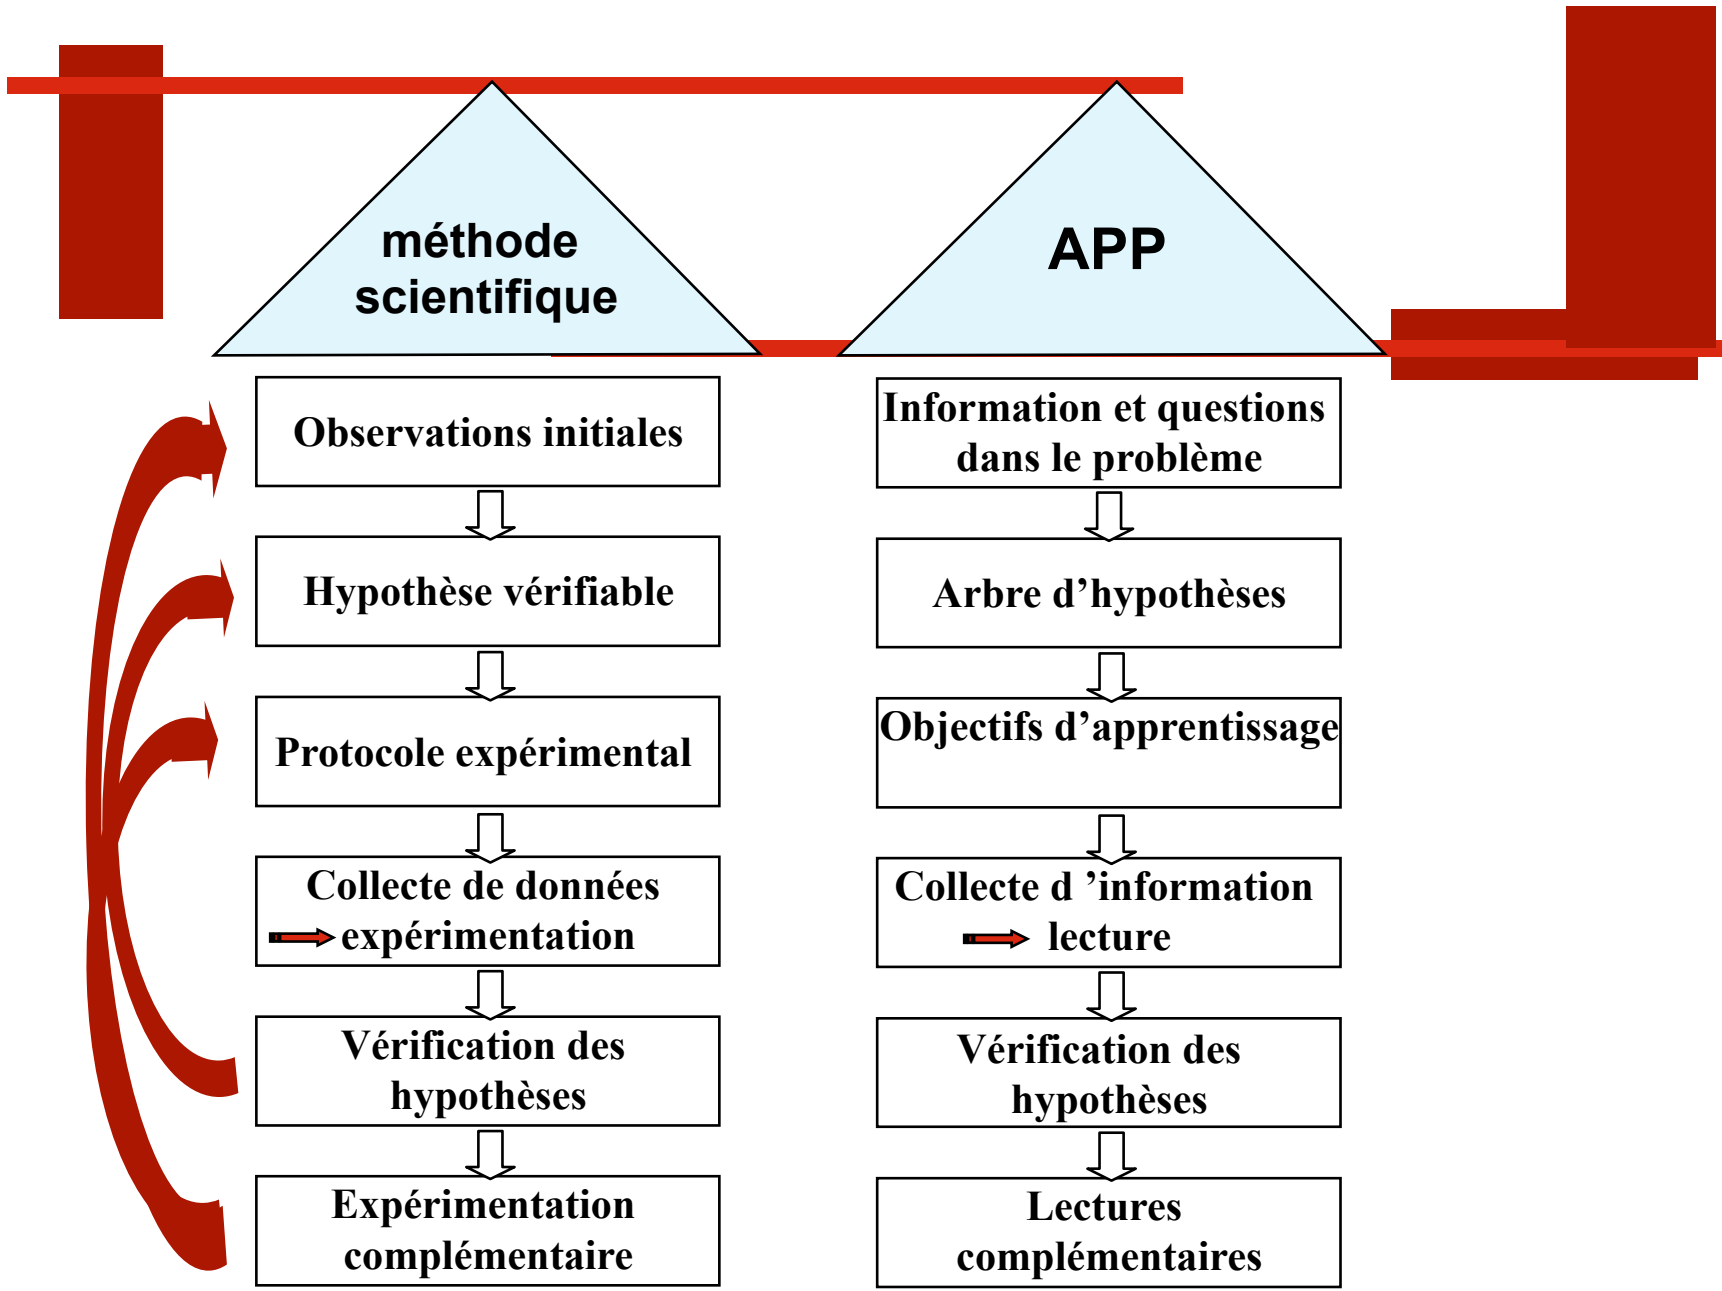 méthode
scientifique
Observations initiales
Hypothèse vérifiable
Protocole expérimental
Collecte de données
expérimentation
Vérification des
hypothèses
Expérimentation
complémentaire
APP
Information et questions
dans le problème
Arbre d’hypothèses
Objectifs d’apprentissage
Collecte d ’information
lecture
Vérification des
hypothèses
Lectures
complémentaires